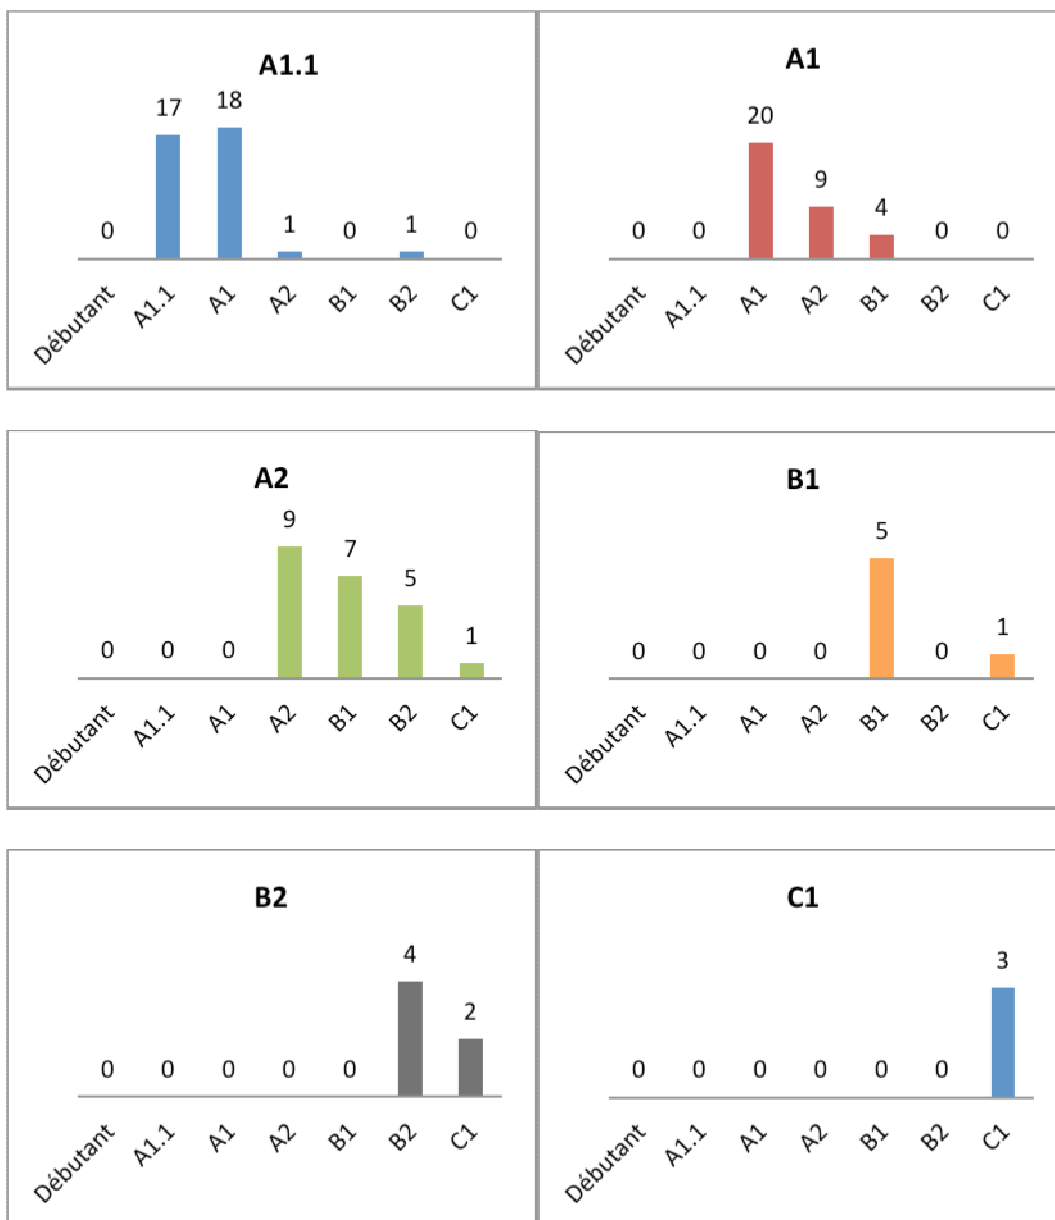 A1.1
0 17 18 1 0 1 0
Débutant A1.1 A1 A2 B1 B2 C1
A1
0 0 20 9 4 0 0
Débutant A1.1 A1 A2 B1 B2 C1
A2
0 0 0 9 7 5 1
Débutant A1.1 A1 A2 B1 B2 C1
B1
0 0 0 0 5 0 1
Débutant A1.1 A1 A2 B1 B2 C1
B2
0 0 0 0 0 4 2
Débutant A1.1 A1 A2 B1 B2 C1
C1
0 0 0 0 0 0 3
Débutant A1.1 A1 A2 B1 B2 C1